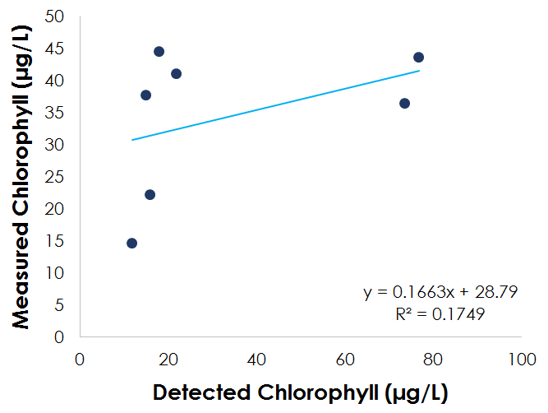 Measured Chlorophyll (µg/L)
50
45
40
35
30
25
20
15
10
5
0
y = 0.1663x + 28.79
R² = 0.1749
0 20 40 60 80 100
Detected Chlorophyll (µg/L)